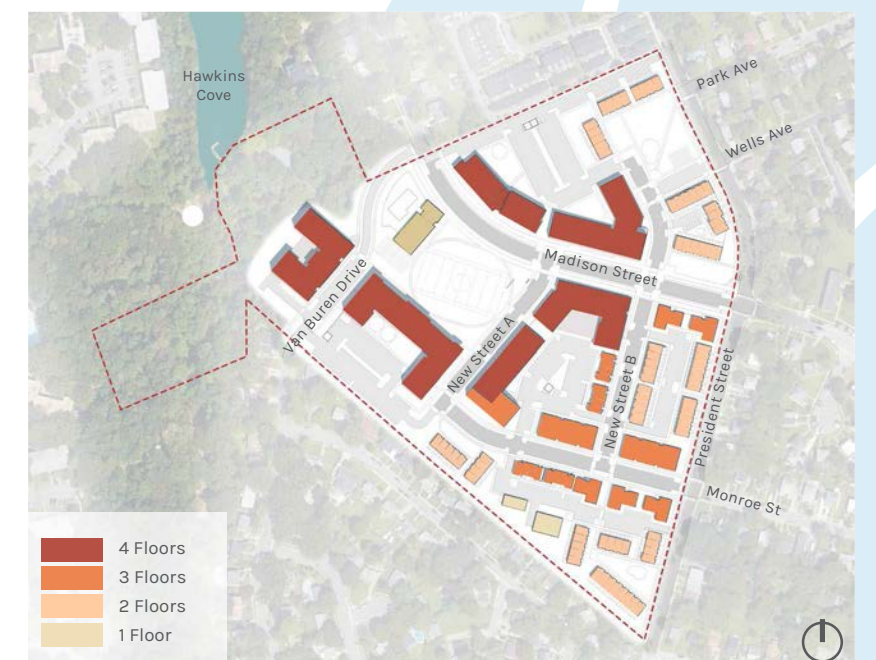 Hawkins
Cove
Park Ave
Wells Ave
Madison Street
Van Buren Drive
New Street A
New Street B
President Street
Monroe St
4 Floors
3 Floors
2 Floors
1 Floor